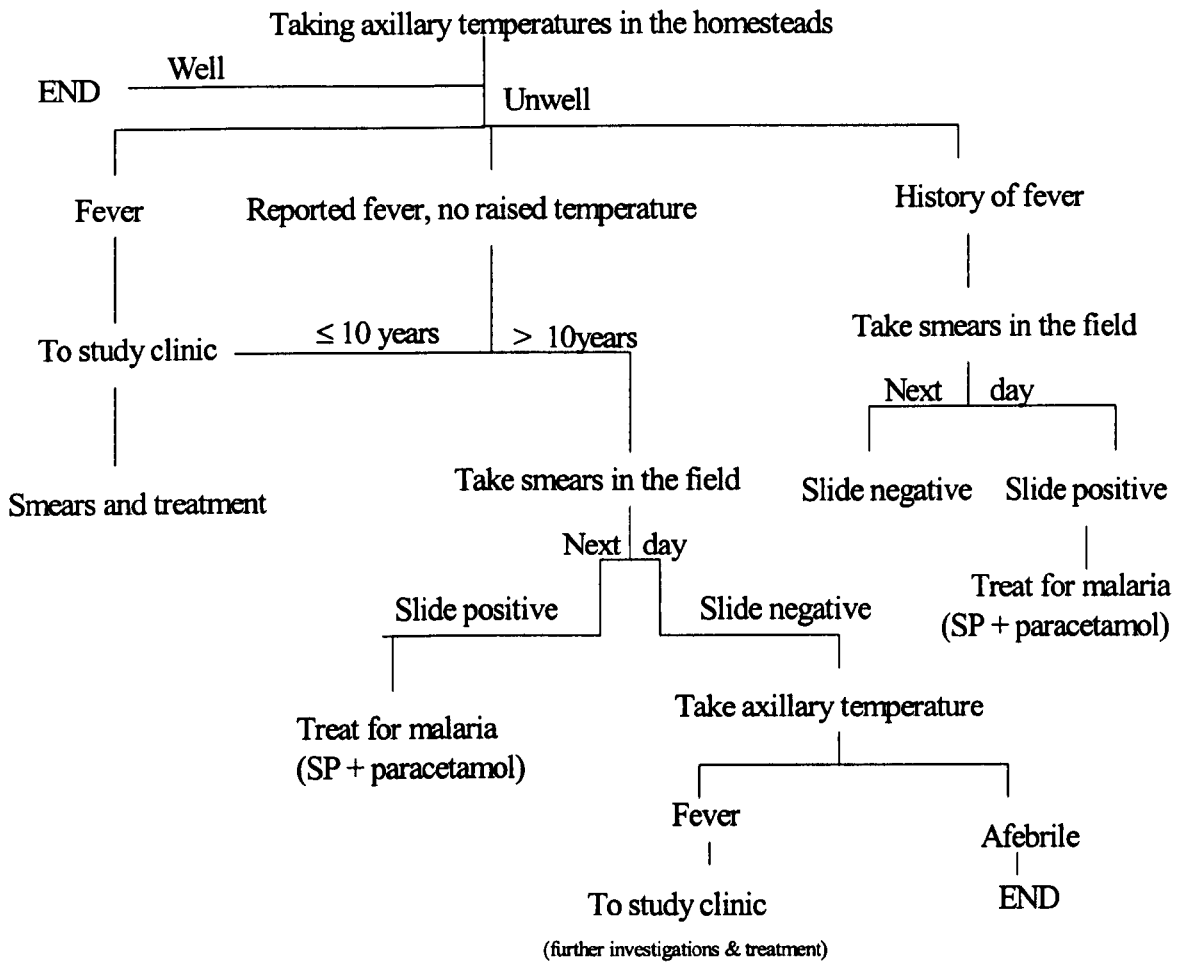 Taking axillary temperatures in the homesteads
Well
END
Unwell
Fever
Reported fever, no raised temperature
History of fever
To study clinic
≤ 10 years
> 10years
Take smears in the field
Next day
Smears and treatment
Take smears in the field
Slide negative
Slide positive
Next day
Slide positive
Slide negative
Treat for malaria
(SP + paracetamol)
Treat for malaria
(SP + paracetamol)
Take axillary temperature
Fever
Afebrile
To study clinic
(further investigations & treatment)
END